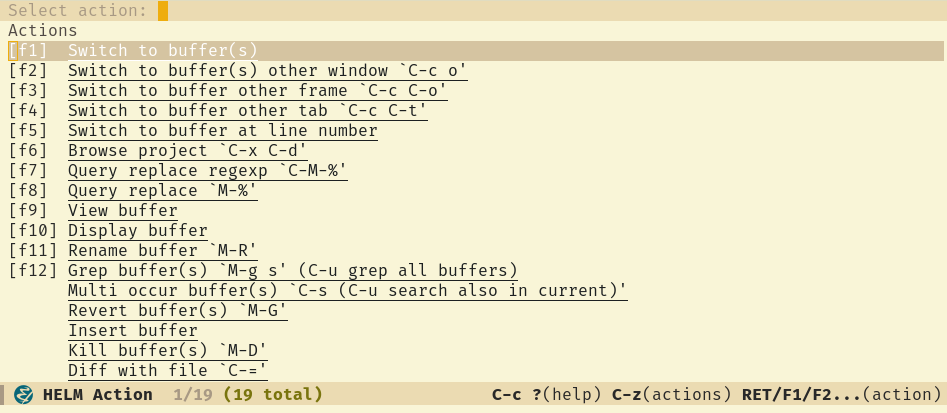 Select action:
Actions
[f1]  Switch to buffer(s)
[f2]  Switch to buffer(s) other window `C-c o'
[f3]  Switch to buffer other frame `C-c C-o'
[f4]  Switch to buffer other tab `C-c C-t'
[f5]  Switch to buffer at line number
[f6]  Browse project `C-x C-d'
[f7]  Query replace regexp `C-M-%'
[f8]  Query replace `M-%'
[f9]  View buffer
[f10] Display buffer
[f11] Rename buffer `M-R'
[f12] Grep buffer(s) `M-g s' (C-u grep all buffers)
Multi occur buffer(s) `C-s (C-u search also in current)'
Revert buffer(s) `M-G'
Insert buffer
Kill buffer(s) `M-D'
Diff with file `C-='
HELM Action  1/19 (19 total) C-c ?(help) C-z(actions) RET/F1/F2...(action)